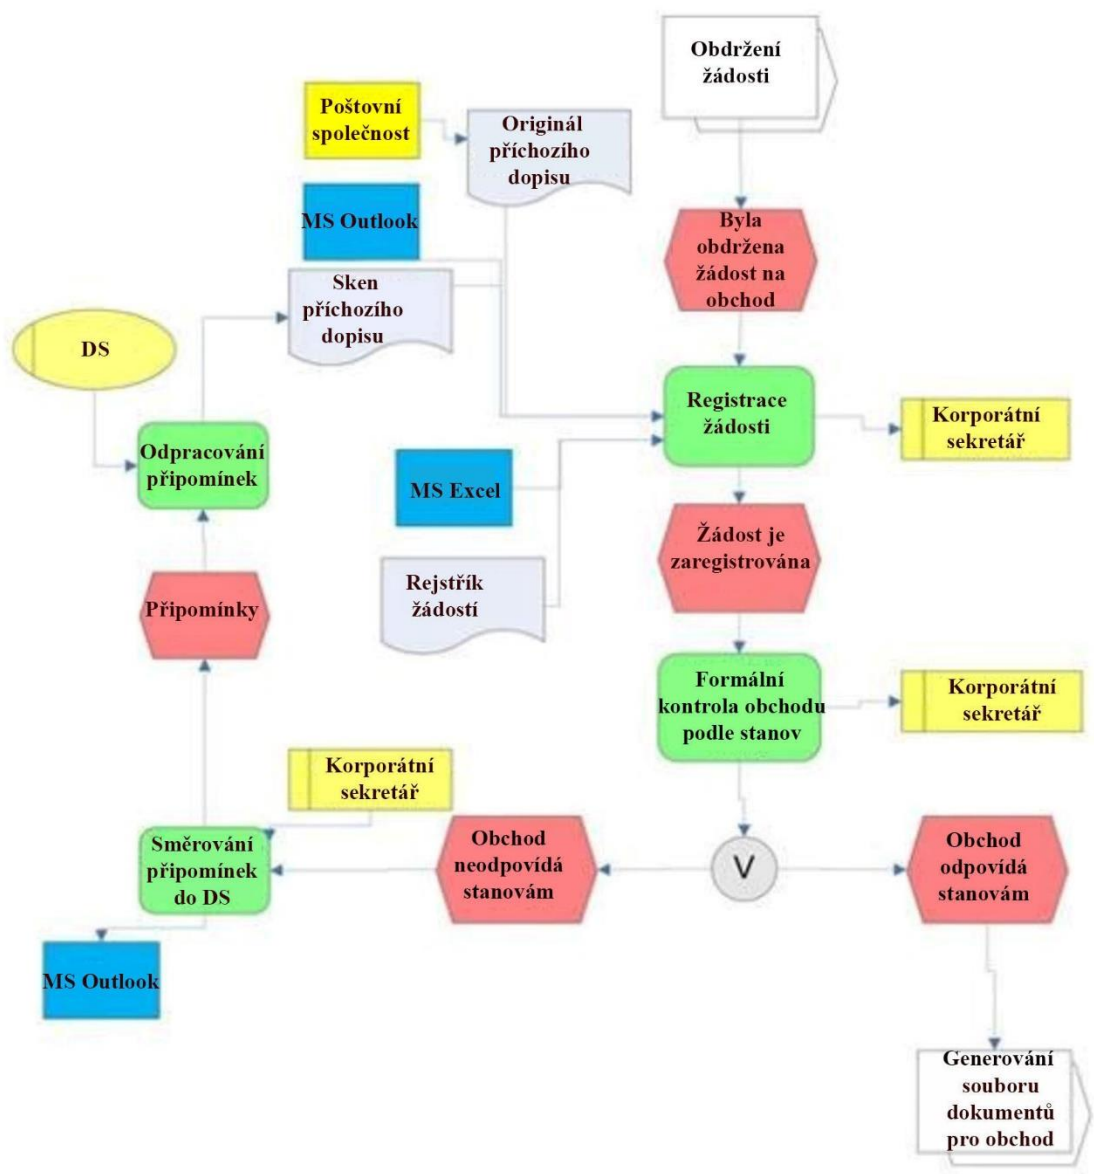 Obdržení
žádosti
Poštovní
společnost
Originál
příchozího
dopisu
MS Outlook
Byla
obdržena
žádost na
obchod
Sken
příchozího
dopisu
DS
Registrace
žádosti
Korporátní
sekretář
Odpracování
připomínek
MS Excel
Žádost je
zaregistrována
Rejstřík
žádostí
Připomínky
Formální
kontrola obchodu
podle stanov
Korporátní
sekretář
Korporátní
sekretář
Směrování
připomínek
do DS
Obchod
neodpovídá
stanovám
V
Obchod
odpovídá
stanovám
MS Outlook
Generování
souboru
dokumentů
pro obchod